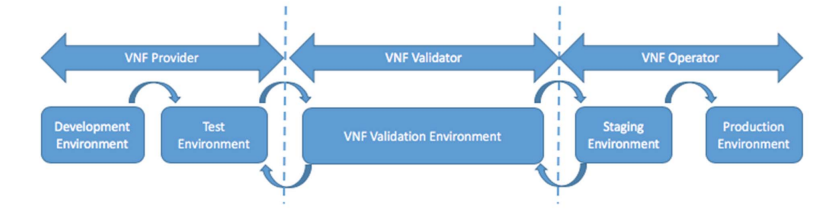 VNF Provider
VNF Validator
VNF Operator
Development
Environment
Test
Environment
VNF Validation Environment
Staging
Environment
Production
Environment